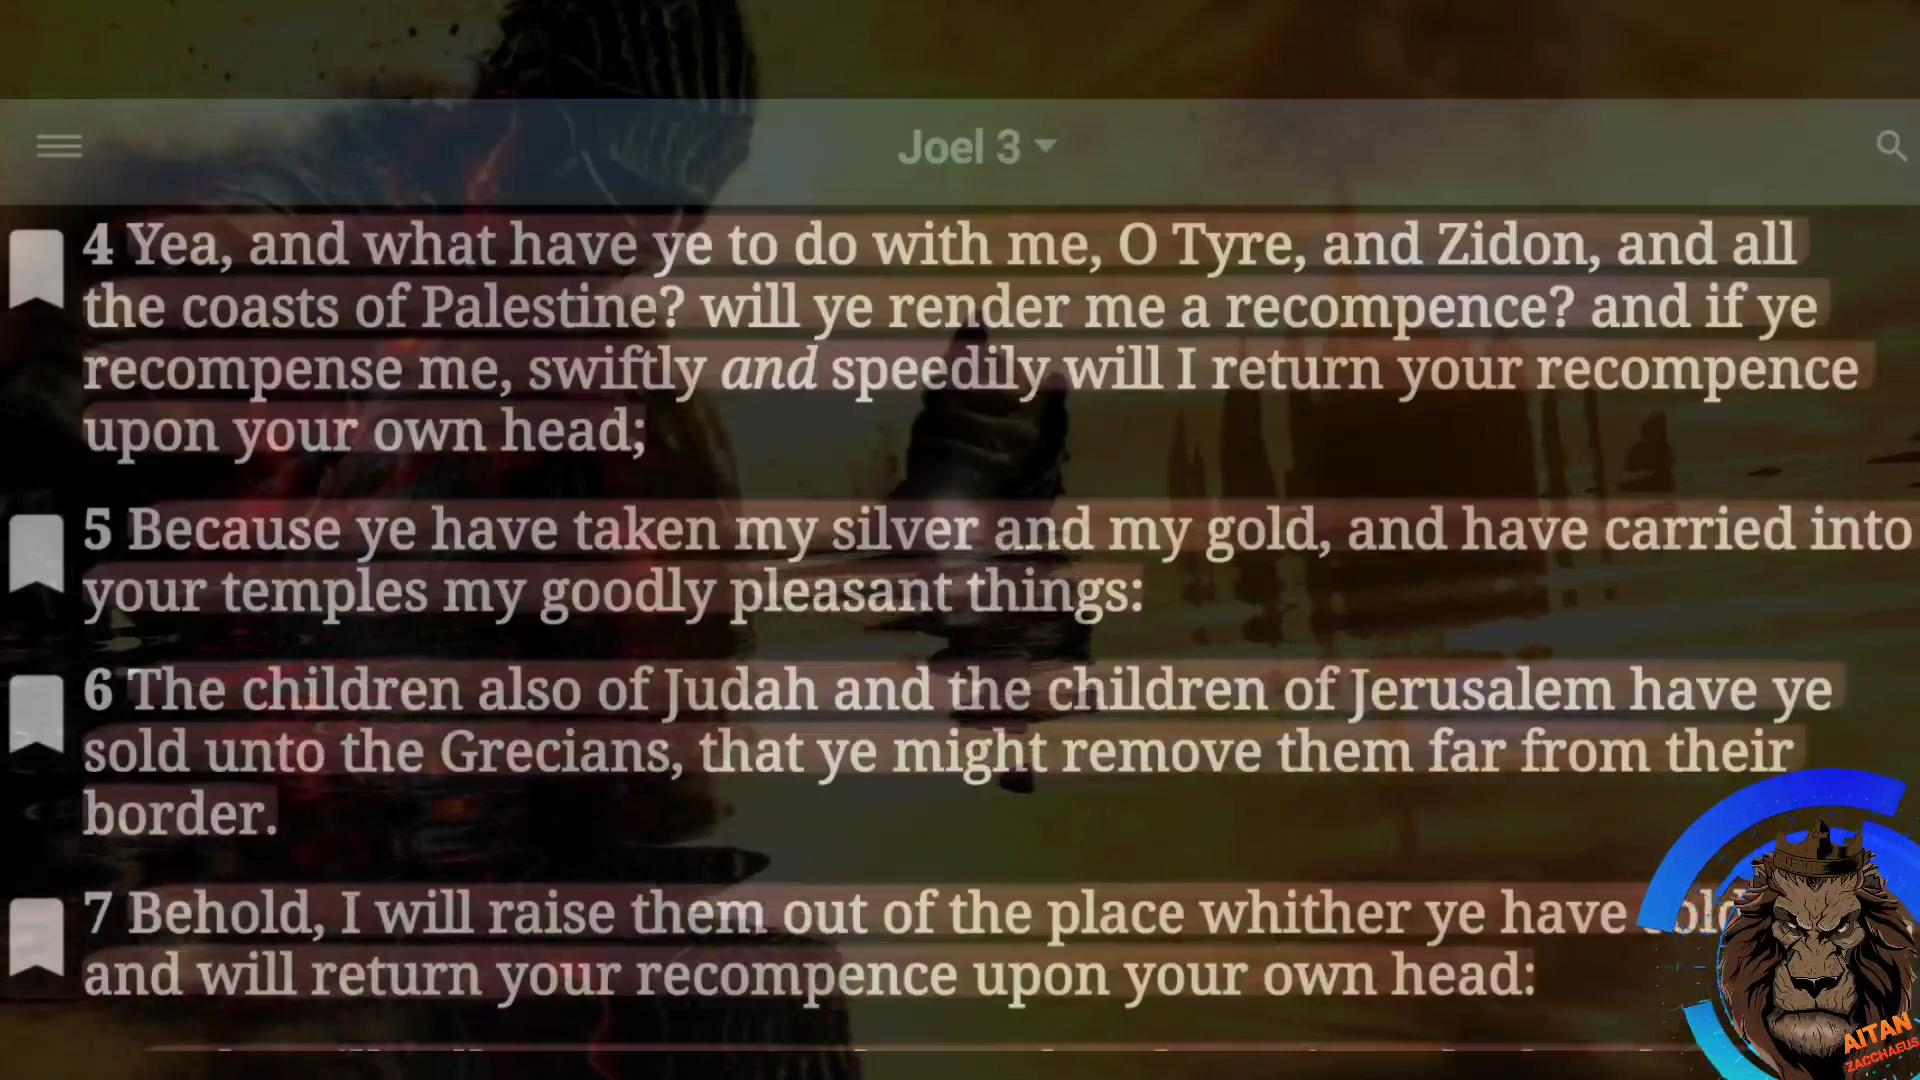 Joel 3
4 Yea, and what have ye to do with me, O Tyre, and Zidon, and all
the coasts of Palestine? will ye render me a recompence? and if ye
recompense me, swiftly and speedily will I return your recompence
upon your own head;
5 Because ye have taken my silver and my gold, and have carried into
your temples my goodly pleasant things:
6 The children also of Judah and the children of Jerusalem have ye
sold unto the Grecians, that ye might remove them far from their
border.
7 Behold, I will raise them out of the place whither ye have
and will return your recompence upon your own head:
AITAN
ZACCHAEUS